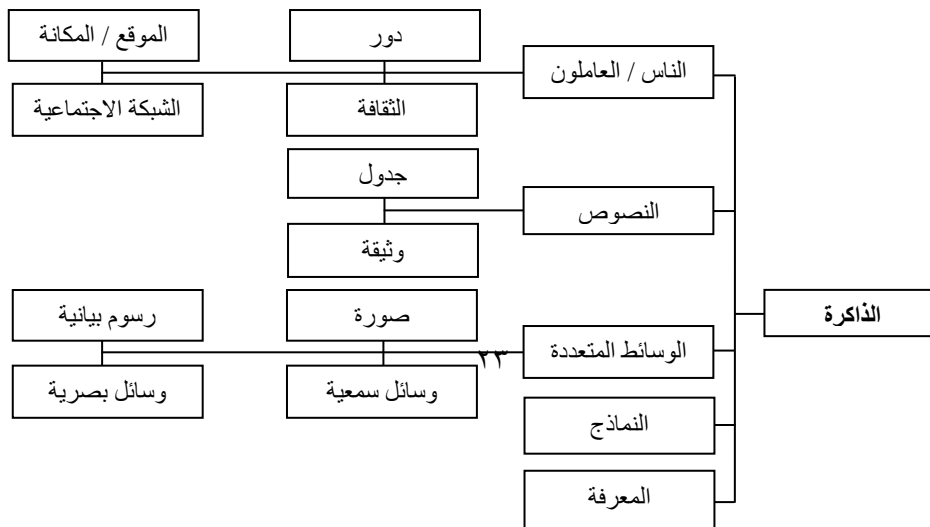 دور
الموقع / المكانة
الناس / العاملون
الثقافة
الشبكة الاجتماعية
جدول
النصوص
وثيقة
الذاكرة
صورة
رسوم بيانية
الوسائط المتعددة
٢٣
وسائل سمعية
وسائل بصرية
النماذج
المعرفة